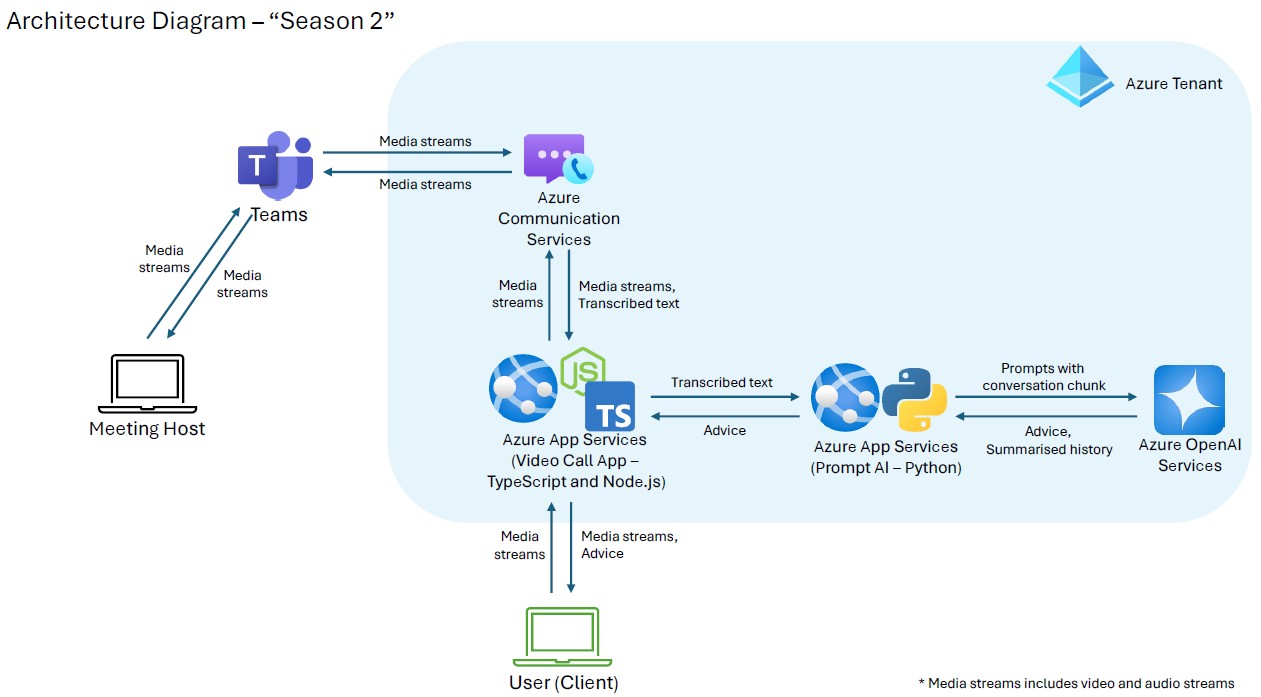 Architecture Diagram – “Season 2”
Azure Tenant
Media streams
Media streams
T
Teams
Azure
Communication
Services
Media
streams
Media
streams
Media
streams
Media streams,
Transcribed text
Meeting Host
JS
TS
Azure App Services
(Video Call App –
TypeScript and Node.js)
Transcribed text
Advice
Azure App Services
(Prompt AI – Python)
Prompts with
conversation chunk
Advice,
Summarised history
Azure OpenAI
Services
Media
streams
Media streams,
Advice
User (Client)
* Media streams includes video and audio streams